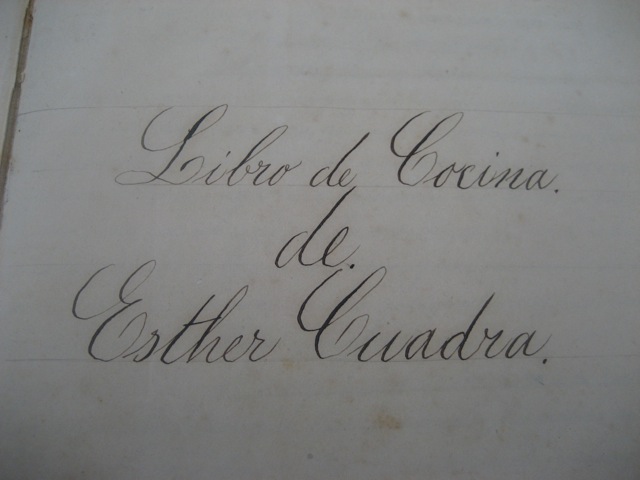 Libro de Cocina.
de.
Esther Cuadra.